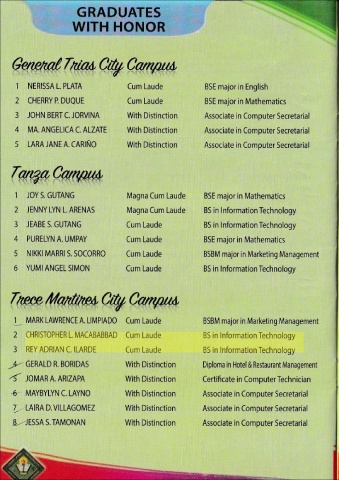 GRADUATES
WITH HONOR
General Trias City Campus
1 NERISSA L. PLATA Cum Laude BSE major in English
2 CHERRY P. DUQUE Cum Laude BSE major in Mathematics
3 JOHN BERT C. JORVINA With Distinction Associate in Computer Secretarial
4 MA. ANGELICA C. ALZATE With Distinction Associate in Computer Secretarial
5 LARA JANE A. CARIÑO With Distinction Associate in Computer Secretarial
Tanza Campus
1 JOY S. GUTANG Magna Cum Laude BSE major in Mathematics
2 JENNY LYN L. ARENAS Magna Cum Laude BS in Information Technology
3 JEABE S. GUTANG Cum Laude BS in Information Technology
4 PURELYN A. UMPAY Cum Laude BSE major in Mathematics
5 NIKKI MARRI S. SOCORRO Cum Laude BSBM major in Marketing Management
6 YUMI ANGEL SIMON Cum Laude BS in Information Technology
Trece Martires City Campus
1 MARK LAWRENCE A. LIMPIADO Cum Laude BSBM major in Marketing Management
2 CHRISTOPHER L. MACABABBAD Cum Laude BS in Information Technology
3 REY ADRIAN C. ILARDE Cum Laude BS in Information Technology
4 GERALD R. BORIDAS With Distinction Diploma in Hotel & Restaurant Management
5 JOMAR A. ARIZAPA With Distinction Certificate in Computer Technician
6 MAYBYLYN C. LAYNO With Distinction Associate in Computer Secretarial
7 LAIRA D. VILLAGOMEZ With Distinction Associate in Computer Secretarial
8 JESSA S. TAMONAN With Distinction Associate in Computer Secretarial